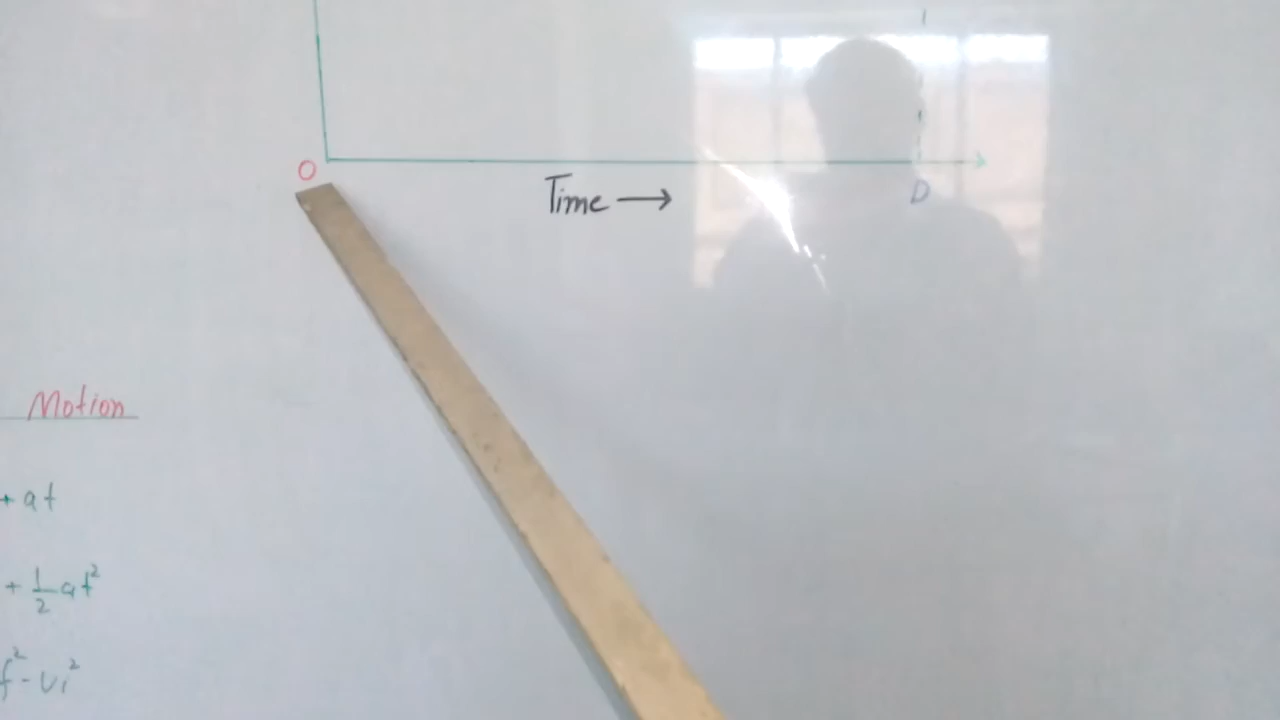 O
Time →
D
Motion
+ at
+ 1/2 at²
f² - Vi²